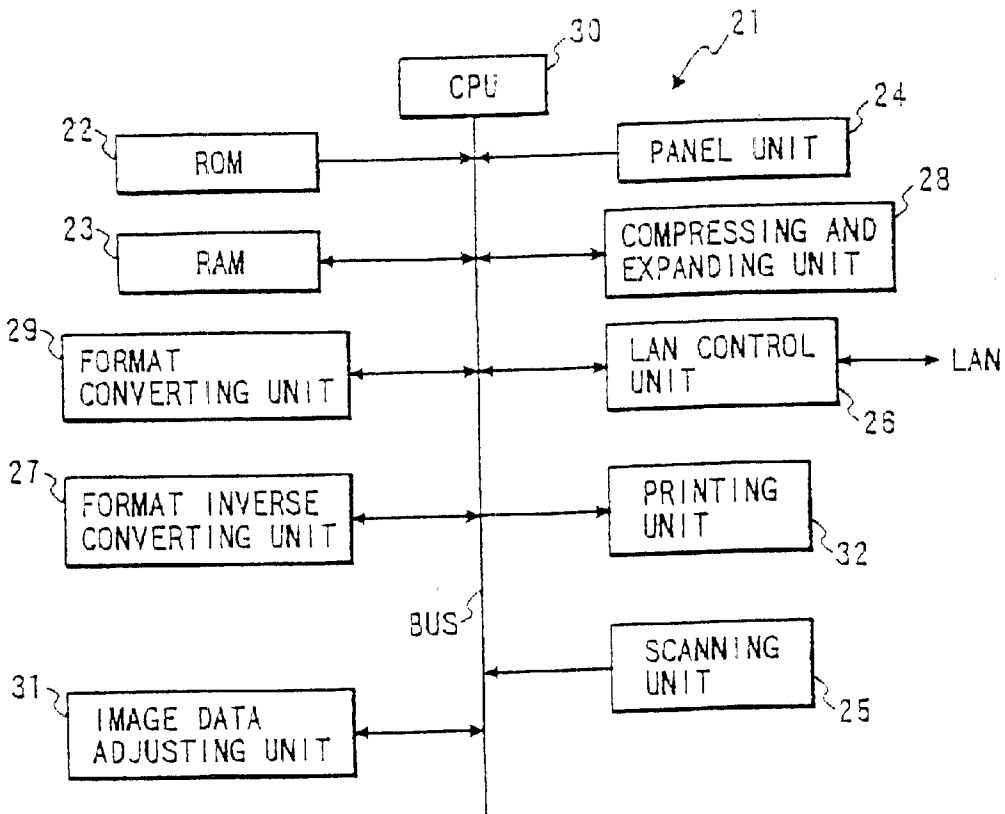 30
21
CPU
22
ROM
24
PANEL UNIT
23
RAM
28
COMPRESSING AND
EXPANDING UNIT
29
FORMAT
CONVERTING UNIT
LAN CONTROL
UNIT
LAN
26
27
FORMAT INVERSE
CONVERTING UNIT
PRINTING
UNIT
32
BUS
SCANNING
UNIT
25
31
IMAGE DATA
ADJUSTING UNIT